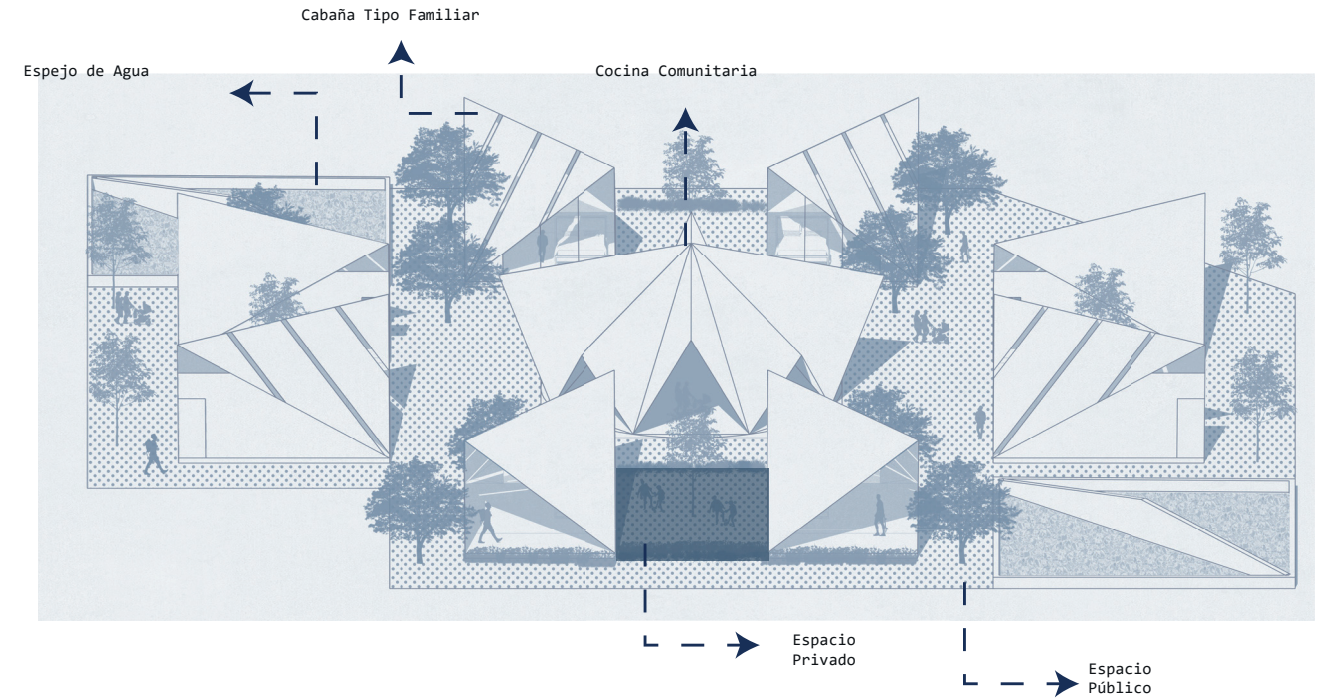 Cabaña Tipo Familiar
Espejo de Agua
Cocina Comunitaria
Espacio
Privado
Espacio
Público